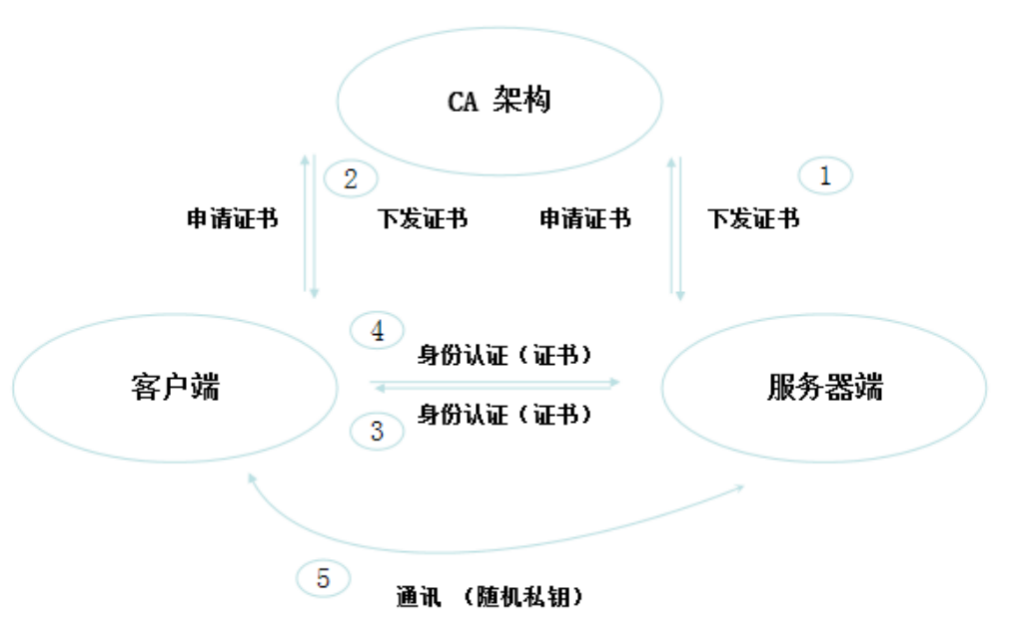 CA 架构
②
①
申请证书
下发证书
申请证书
下发证书
④
身份认证（证书）
客户端
服务器端
③
身份认证（证书）
⑤
通讯 （随机私钥）